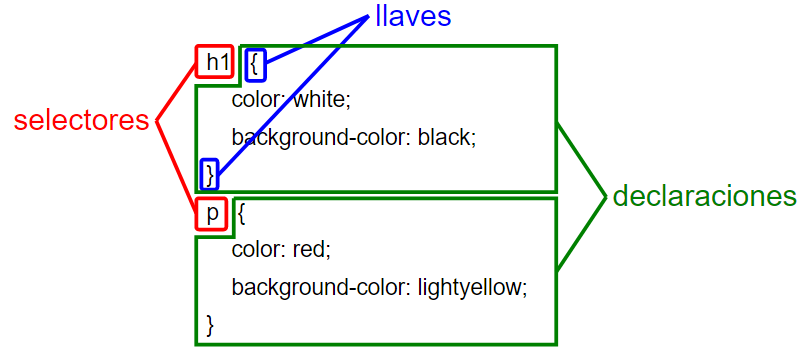 llaves
h1 {
color: white;
selectores
background-color: black;
}
declaraciones
p {
color: red;
background-color: lightyellow;
}